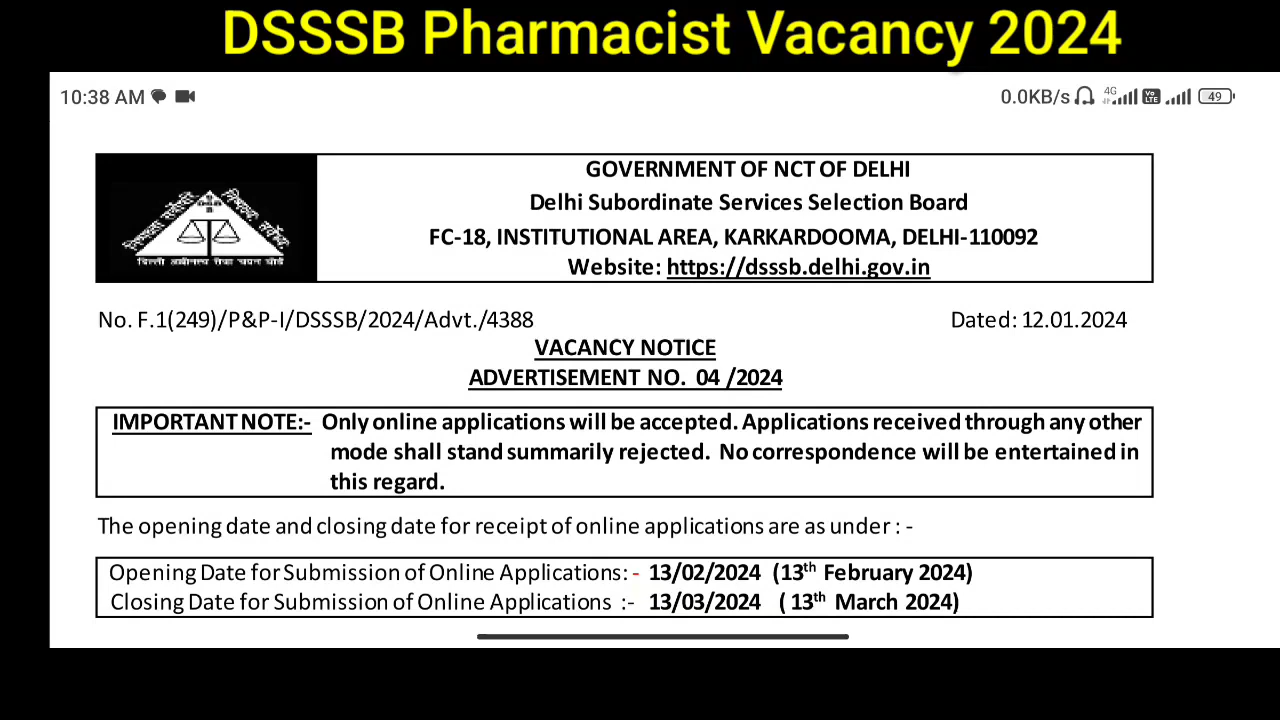 DSSSB Pharmacist Vacancy 2024
10:38 AM
0.0KB/s 4G Vo LTE 49
दिल्ली अधीनस्थ सेवा चयन बोर्ड
GOVERNMENT OF NCT OF DELHI
Delhi Subordinate Services Selection Board
FC-18, INSTITUTIONAL AREA, KARKARDOOMA, DELHI-110092
Website: https://dsssb.delhi.gov.in
No. F.1(249)/P&P-I/DSSSB/2024/Advt./4388
Dated: 12.01.2024
VACANCY NOTICE
ADVERTISEMENT NO. 04 /2024
IMPORTANT NOTE:- Only online applications will be accepted. Applications received through any other
mode shall stand summarily rejected. No correspondence will be entertained in
this regard.
The opening date and closing date for receipt of online applications are as under : -
Opening Date for Submission of Online Applications: - 13/02/2024 (13th February 2024)
Closing Date for Submission of Online Applications :- 13/03/2024 ( 13th March 2024)